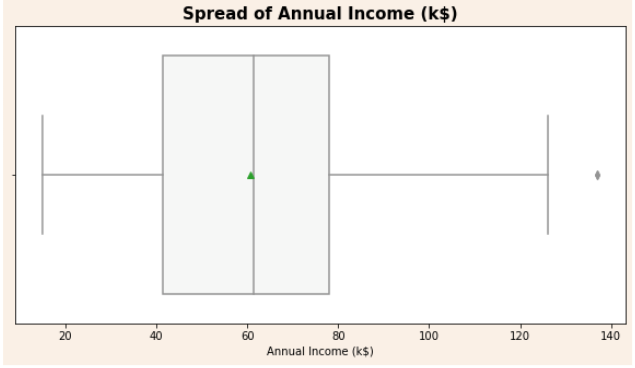 Spread of Annual Income (k$)
20 40 60 80 100 120 140
Annual Income (k$)